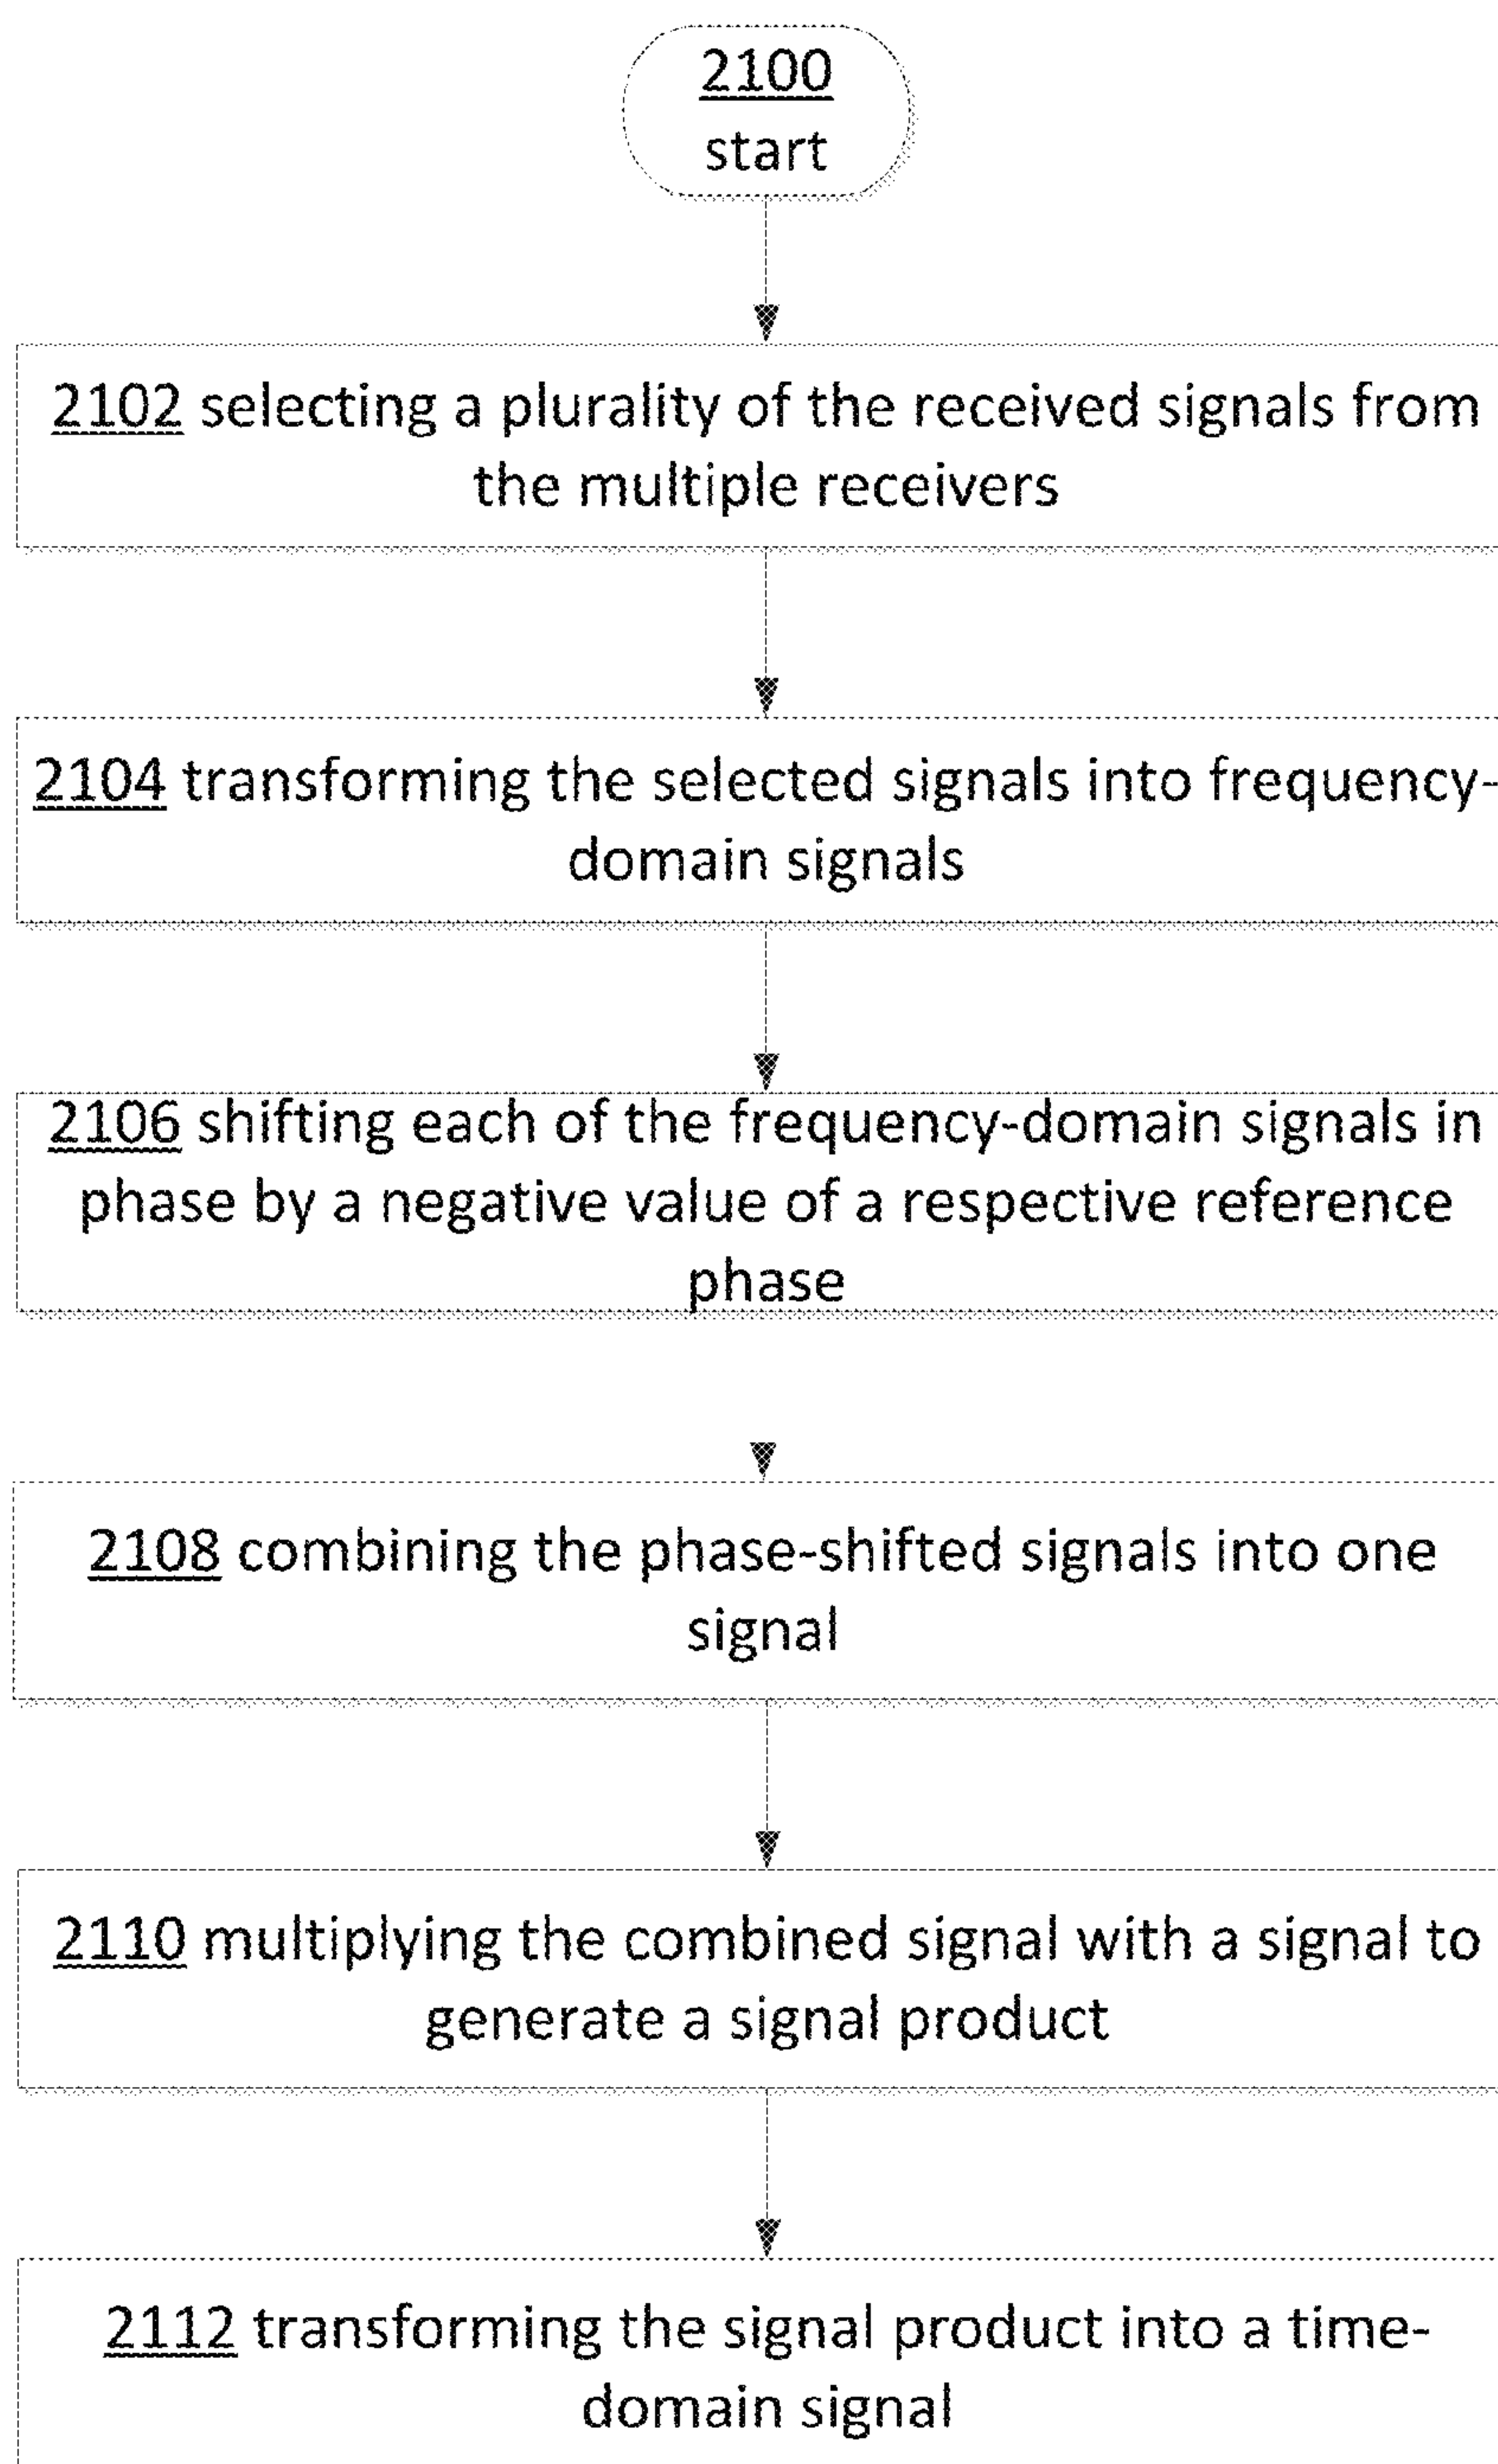 2100
start
2102 selecting a plurality of the received signals from
the multiple receivers
2104 transforming the selected signals into frequency-
domain signals
2106 shifting each of the frequency-domain signals in
phase by a negative value of a respective reference
phase
2108 combining the phase-shifted signals into one
signal
2110 multiplying the combined signal with a signal to
generate a signal product
2112 transforming the signal product into a time-
domain signal